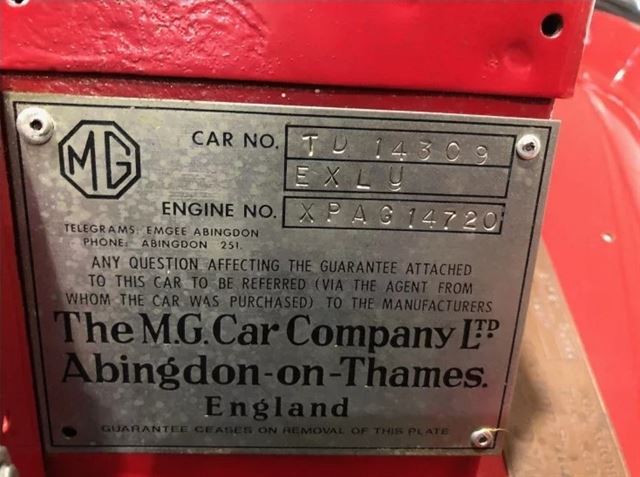 MG
CAR NO. TD 14309
EXLU
ENGINE NO. XPAG14720
TELEGRAMS: EMGEE ABINGDON
PHONE: ABINGDON 251.
ANY QUESTION AFFECTING THE GUARANTEE ATTACHED
TO THIS CAR TO BE REFERRED (VIA THE AGENT FROM
WHOM THE CAR WAS PURCHASED) TO THE MANUFACTURERS
The M.G. Car Company LTD
Abingdon-on-Thames.
England
GUARANTEE CEASES ON REMOVAL OF THIS PLATE